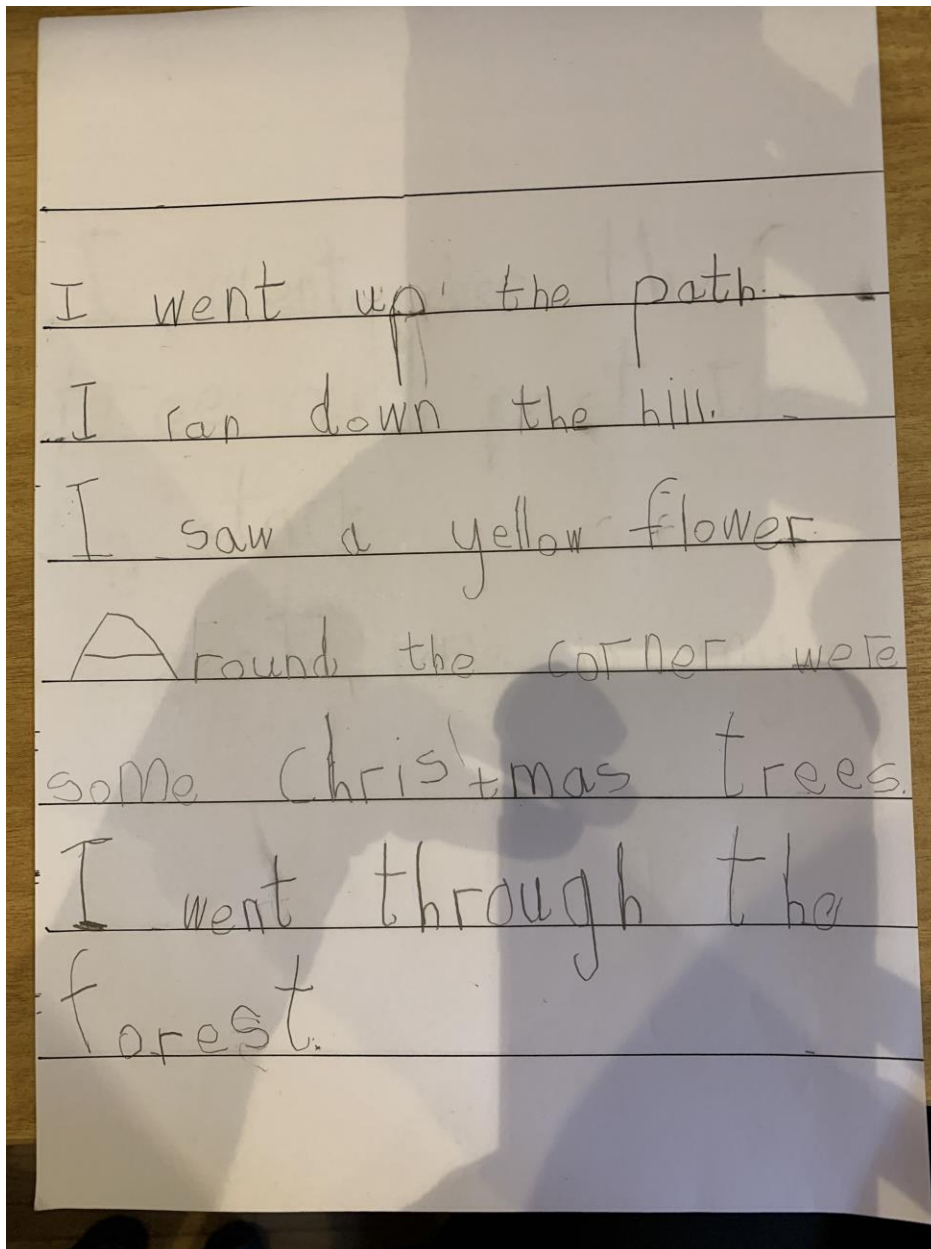 I went up the path.
I ran down the hill.
I saw a yellow flower.
Around the corner were
some Christmas trees.
I went through the
forest.